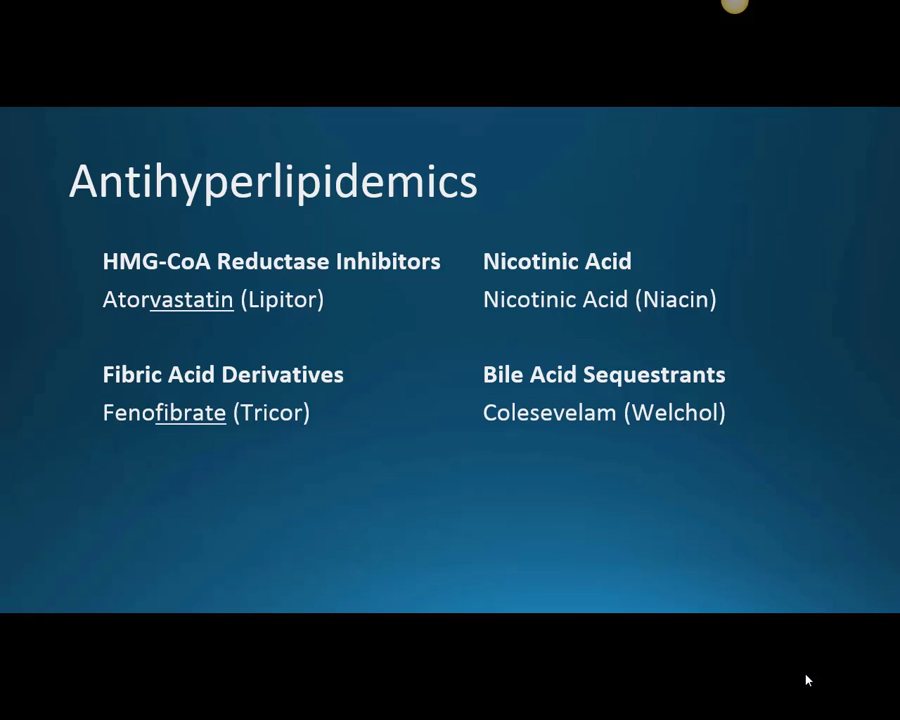 Antihyperlipidemics
HMG-CoA Reductase Inhibitors
Atorvastatin (Lipitor)
Fibric Acid Derivatives
Fenofibrate (Tricor)
Nicotinic Acid
Nicotinic Acid (Niacin)
Bile Acid Sequestrants
Colesevelam (Welchol)